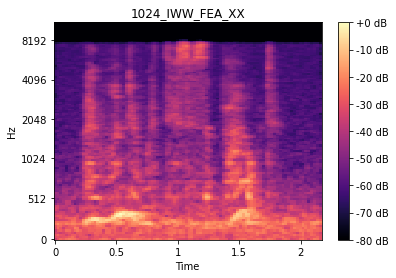 1024_IWW_FEA_XX
+0 dB
8192
-10 dB
4096
-20 dB
-30 dB
2048
Hz
-40 dB
1024
-50 dB
512
-60 dB
-70 dB
0
-80 dB
0 0.5 1 1.5 2
Time